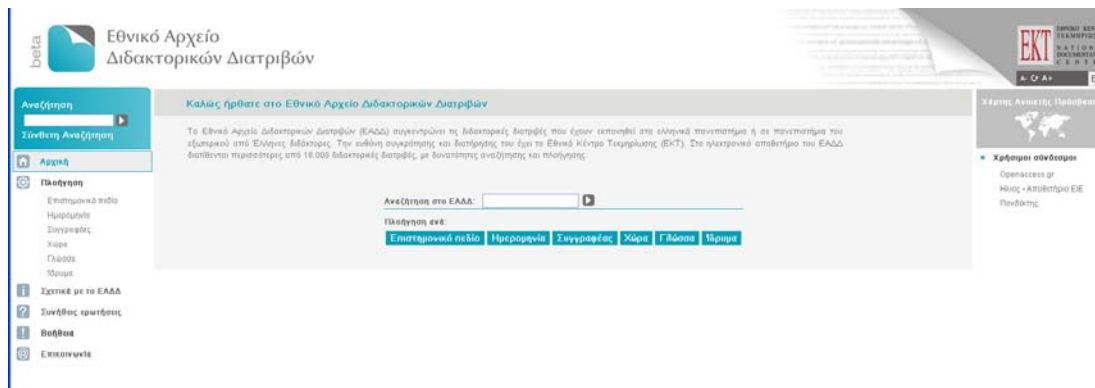 beta
Εθνικό Αρχείο
Διδακτορικών Διατριβών
ΕΚΤ
A- A+
Αναζήτηση
Σύνθετη Αναζήτηση
Αρχική
Πλοήγηση
Επιστημονικό πεδίο
Ημερομηνία
Συγγραφέας
Χώρα
Γλώσσα
Ίδρυμα
Σχετικά με το ΕΑΔΔ
Συνήθεις ερωτήσεις
Βοήθεια
Επικοινωνία
Καλώς ήρθατε στο Εθνικό Αρχείο Διδακτορικών Διατριβών
Το Εθνικό Αρχείο Διδακτορικών Διατριβών (ΕΑΔΔ) συγκεντρώνει τις διδακτορικές διατριβές που έχουν εκπονηθεί στα ελληνικά πανεπιστήμια ή σε πανεπιστήμια του
εξωτερικού από Έλληνες διδάκτορες. Την ευθύνη συγκρότησης και διατήρησης του έχει το Εθνικό Κέντρο Τεκμηρίωσης (ΕΚΤ). Στο ηλεκτρονικό αποθετήριο του ΕΑΔΔ
διατίθενται περισσότερες από 18.000 διδακτορικές διατριβές, με δυνατότητες αναζήτησης και πλοήγησης.
Αναζήτηση στο ΕΑΔΔ:
Πλοήγηση ανά:
Επιστημονικό πεδίο Ημερομηνία Συγγραφέας Χώρα Γλώσσα Ίδρυμα
Χάρτης Ανοικτής
Χρήσιμοι σύνδεσμοι
Openaccess.gr
Ήλιος - Αποθετήριο ΕΙΕ
Πανδέκτης